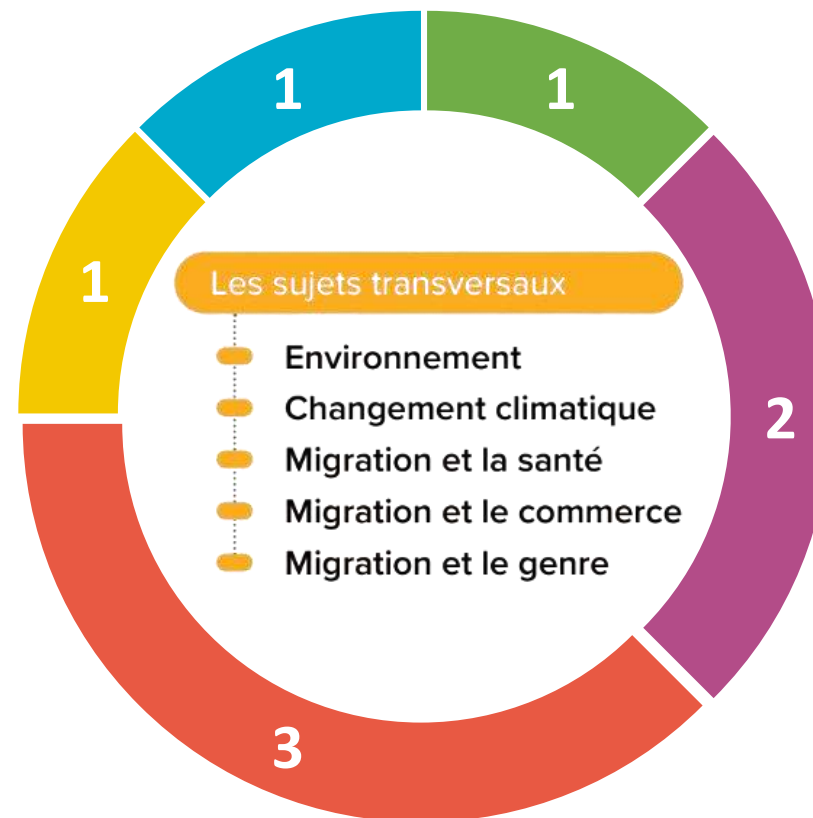 1
1
1
Les sujets transversaux
Environnement
Changement climatique
2
Migration et la santé
Migration et le commerce
Migration et le genre
3